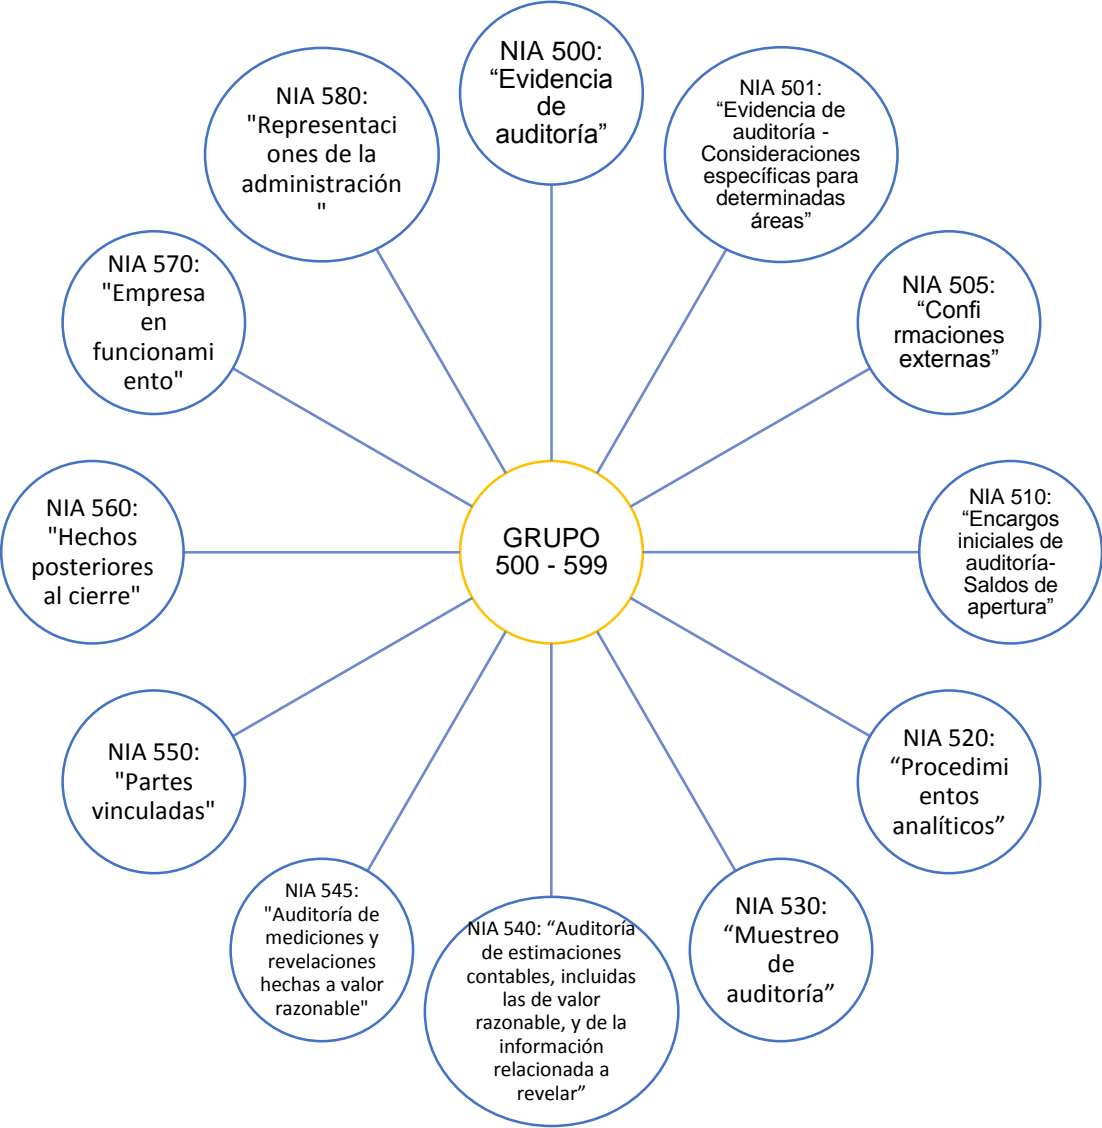 NIA 500:
“Evidencia
de
auditoría”
NIA 501:
“Evidencia de
auditoría -
Consideraciones
específicas para
determinadas
áreas”
NIA 505:
“Confi
rmaciones
externas”
NIA 510:
“Encargos
iniciales de
auditoría-
Saldos de
apertura”
NIA 520:
“Procedimi
entos
analíticos”
NIA 530:
“Muestreo
de
auditoría”
NIA 540: “Auditoría
de estimaciones
contables, incluidas
las de valor
razonable, y de la
información
relacionada a
revelar”
NIA 545:
"Auditoría de
mediciones y
revelaciones
hechas a valor
razonable"
NIA 550:
"Partes
vinculadas"
NIA 560:
"Hechos
posteriores
al cierre"
NIA 570:
"Empresa
en
funcionami
ento"
NIA 580:
"Representaci
ones de la
administración
"
GRUPO
500 - 599